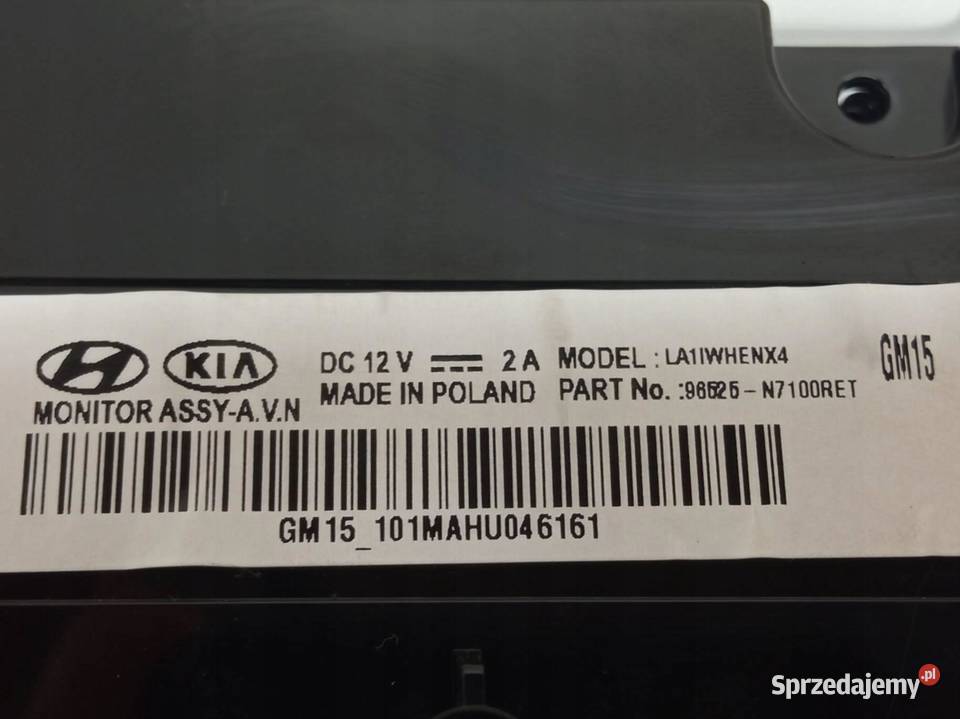 KIA
DC 12 V 2 A MODEL : LA1IWHENX4 GM15
MONITOR ASSY-A.V.N MADE IN POLAND PART No. :96525-N7100RET
GM15_101MAHU046161
Sprzedajemy.pl